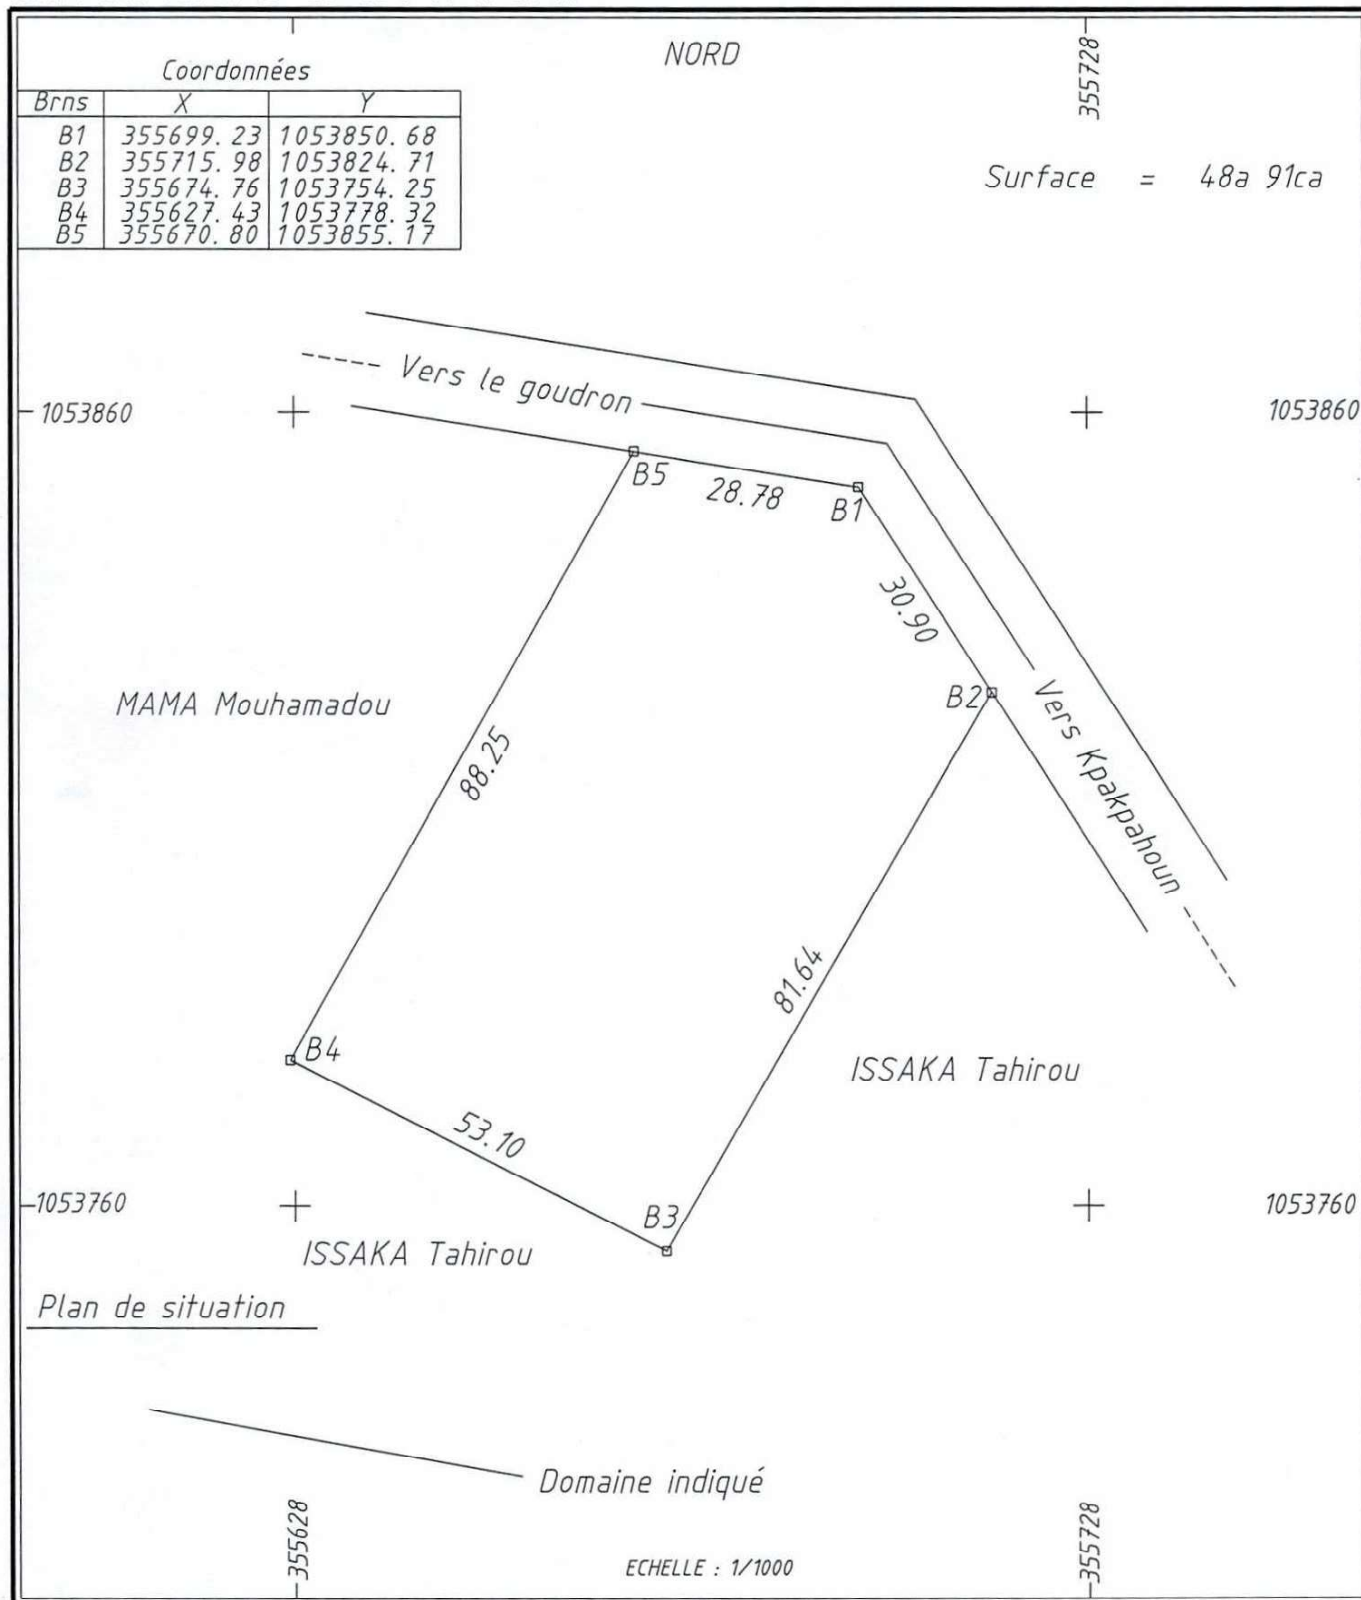 NORD
355728
Coordonnées
Brns X Y
B1 355699.23 1053850.68
B2 355715.98 1053824.71
B3 355674.76 1053754.25
B4 355627.43 1053778.32
B5 355670.80 1053855.17
Surface = 48a 91ca
Vers le goudron
1053860
1053860
B5
28.78
B1
30.90
B2
MAMA Mouhamadou
88.25
Vers Kpakpahoun
81.64
B4
ISSAKA Tahirou
53.10
B3
1053760
1053760
ISSAKA Tahirou
Plan de situation
Domaine indiqué
355628
355728
ECHELLE : 1/1000